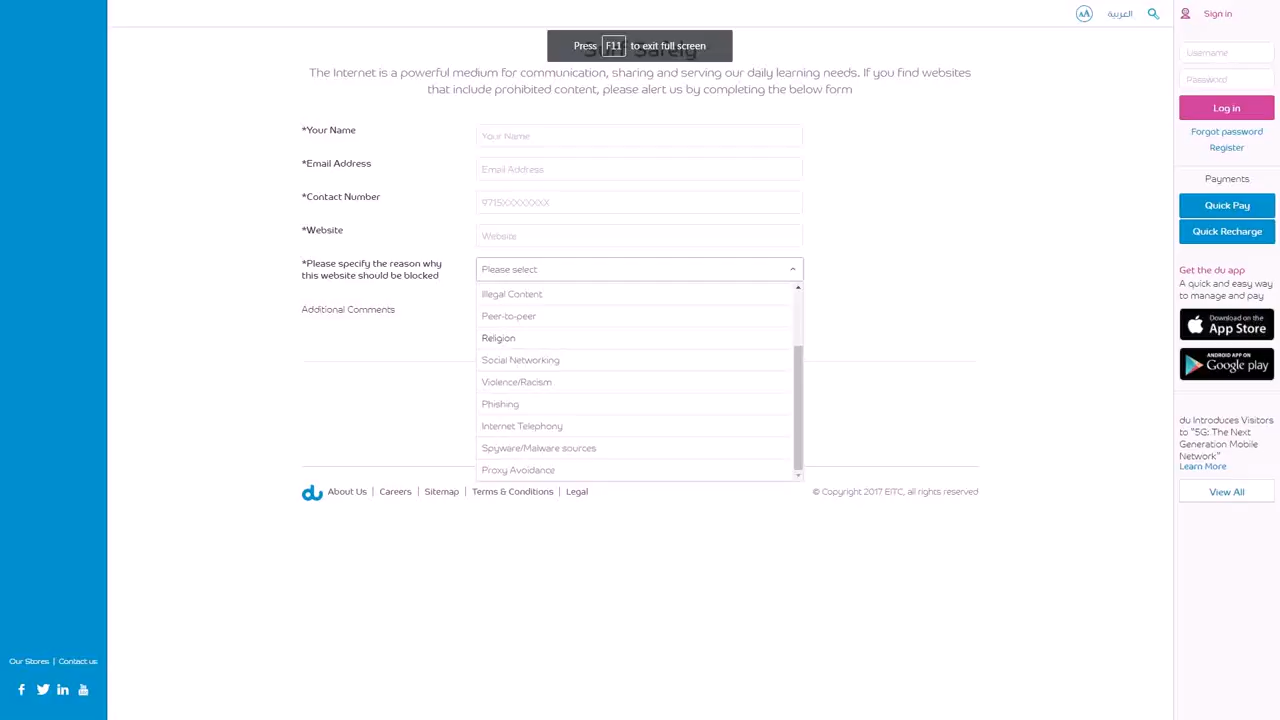 العربية
Sign in
Press F11 to exit full screen
Surf Safely
The Internet is a powerful medium for communication, sharing and serving our daily learning needs. If you find websites
that include prohibited content, please alert us by completing the below form
*Your Name
Your Name
*Email Address
Email Address
*Contact Number
9715XXXXXXXX
*Website
Website
*Please specify the reason why
this website should be blocked
Please select
Illegal Content
Peer-to-peer
Religion
Social Networking
Violence/Racism
Phishing
Internet Telephony
Spyware/Malware sources
Proxy Avoidance
Additional Comments
du About Us | Careers | Sitemap | Terms & Conditions | Legal
© Copyright 2017 EITC, all rights reserved
Username
Password
Log in
Forgot password
Register
Payments
Quick Pay
Quick Recharge
Get the du app
A quick and easy way
to manage and pay
Download on the
App Store
ANDROID APP ON
Google play
du Introduces Visitors
to "5G: The Next
Generation Mobile
Network"
Learn More
View All
Our Stores | Contact us